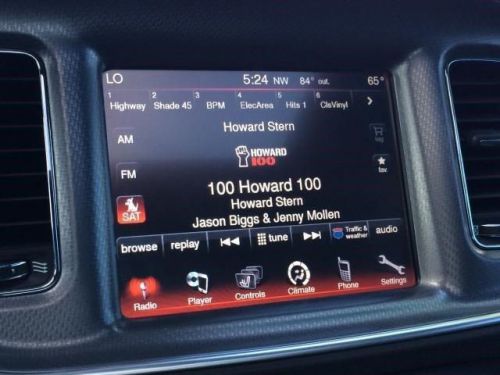 LO 5:24 NW 84° out. 65°
1 Highway 2 Shade 45 3 BPM 4 ElecArea 5 Hits 1 6 ClsVinyl
Howard Stern
AM
HOWARD
100
tag
FM
fav
100 Howard 100
Howard Stern
SAT
Jason Biggs & Jenny Mollen
browse replay tune Traffic & weather audio
Radio Player Controls Climate Phone Settings